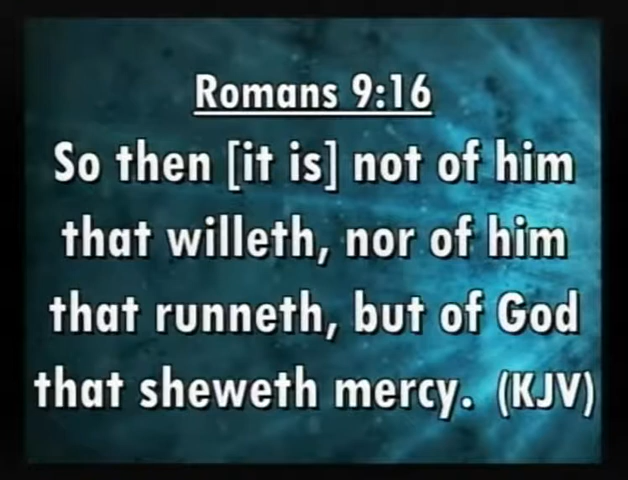 Romans 9:16
So then [it is] not of him
that willeth, nor of him
that runneth, but of God
that sheweth mercy. (KJV)